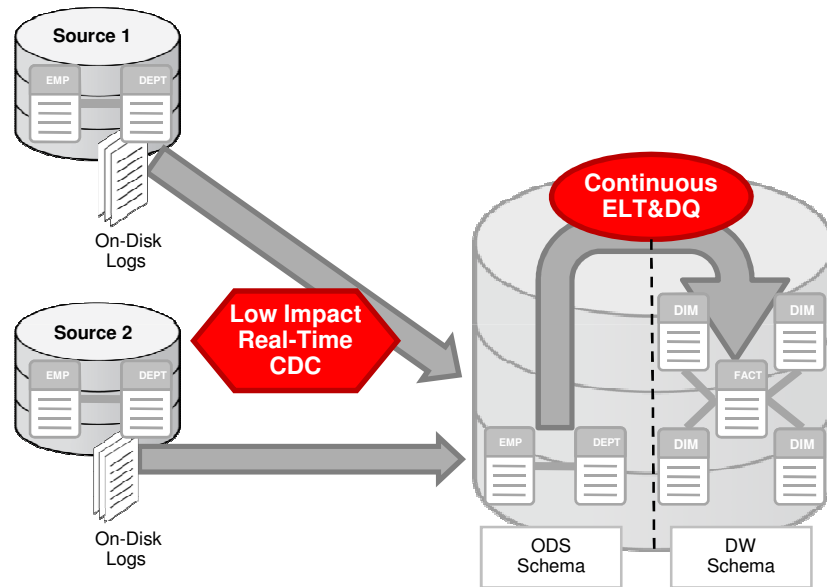 Source 1
EMP
DEPT
On-Disk
Logs
Low Impact
Real-Time
CDC
Source 2
EMP
DEPT
On-Disk
Logs
Continuous
ELT&DQ
DIM
DIM
FACT
EMP
DEPT
DIM
DIM
ODS
Schema
DW
Schema